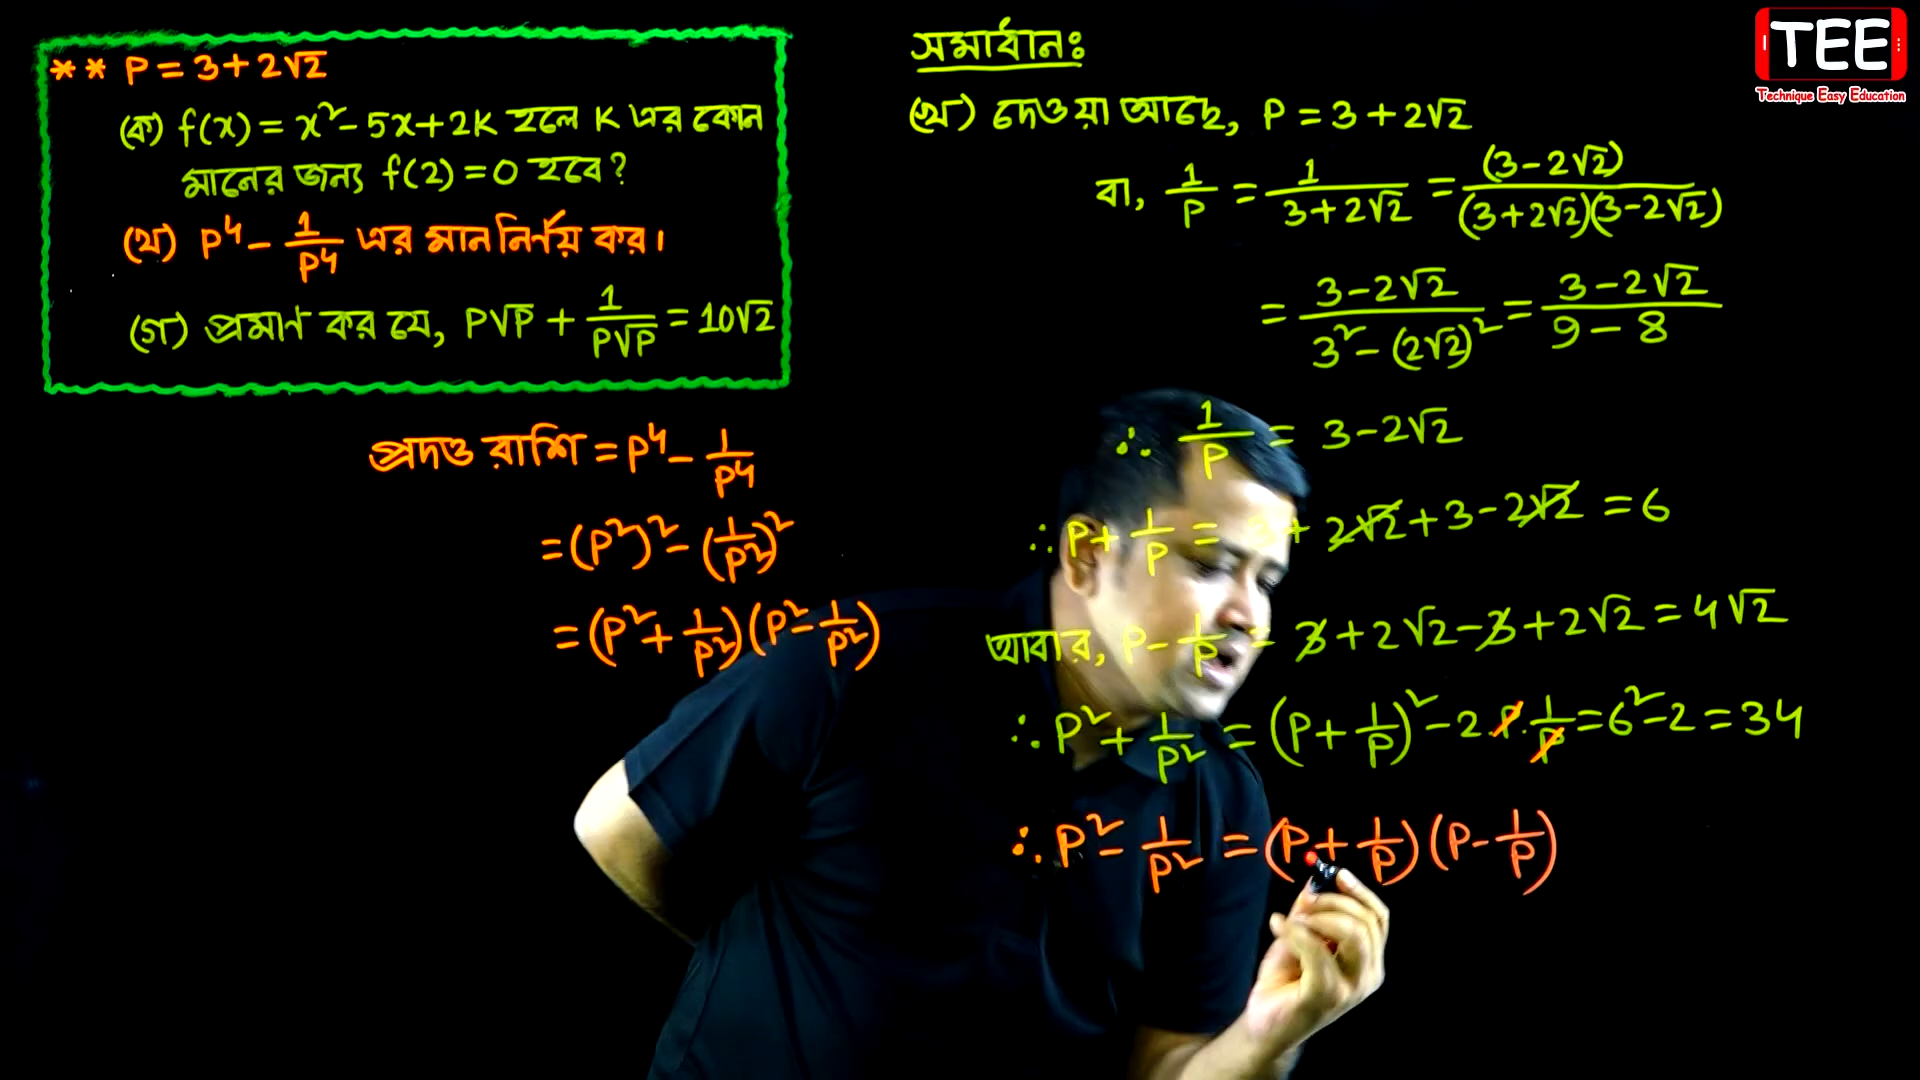 ** P = 3 + 2√2
(ক) f(x) = x² - 5x + 2K হলে K এর কোন
মানের জন্য f(2) = 0 হবে?
(খ) P⁴ - 1/P⁴ এর মান নির্ণয় কর।
(গ) প্রমাণ কর যে, P√P + 1/(P√P) = 10√2
প্রদত্ত রাশি = P⁴ - 1/P⁴
= (P²)² - (1/P²)²
= (P² + 1/P²)(P² - 1/P²)
সমাধানঃ
(খ) দেওয়া আছে, P = 3 + 2√2
বা, 1/P = 1/(3 + 2√2) = (3 - 2√2)/((3 + 2√2)(3 - 2√2))
= (3 - 2√2)/(3² - (2√2)²) = (3 - 2√2)/(9 - 8)
∴ 1/P = 3 - 2√2
∴ P + 1/P = 3 + 2√2 + 3 - 2√2 = 6
আবার, P - 1/P = 3 + 2√2 - 3 + 2√2 = 4√2
∴ P² + 1/P² = (P + 1/P)² - 2.P.1/P = 6² - 2 = 34
∴ P² - 1/P² = (P + 1/P)(P - 1/P)
TEE
Technique Easy Education